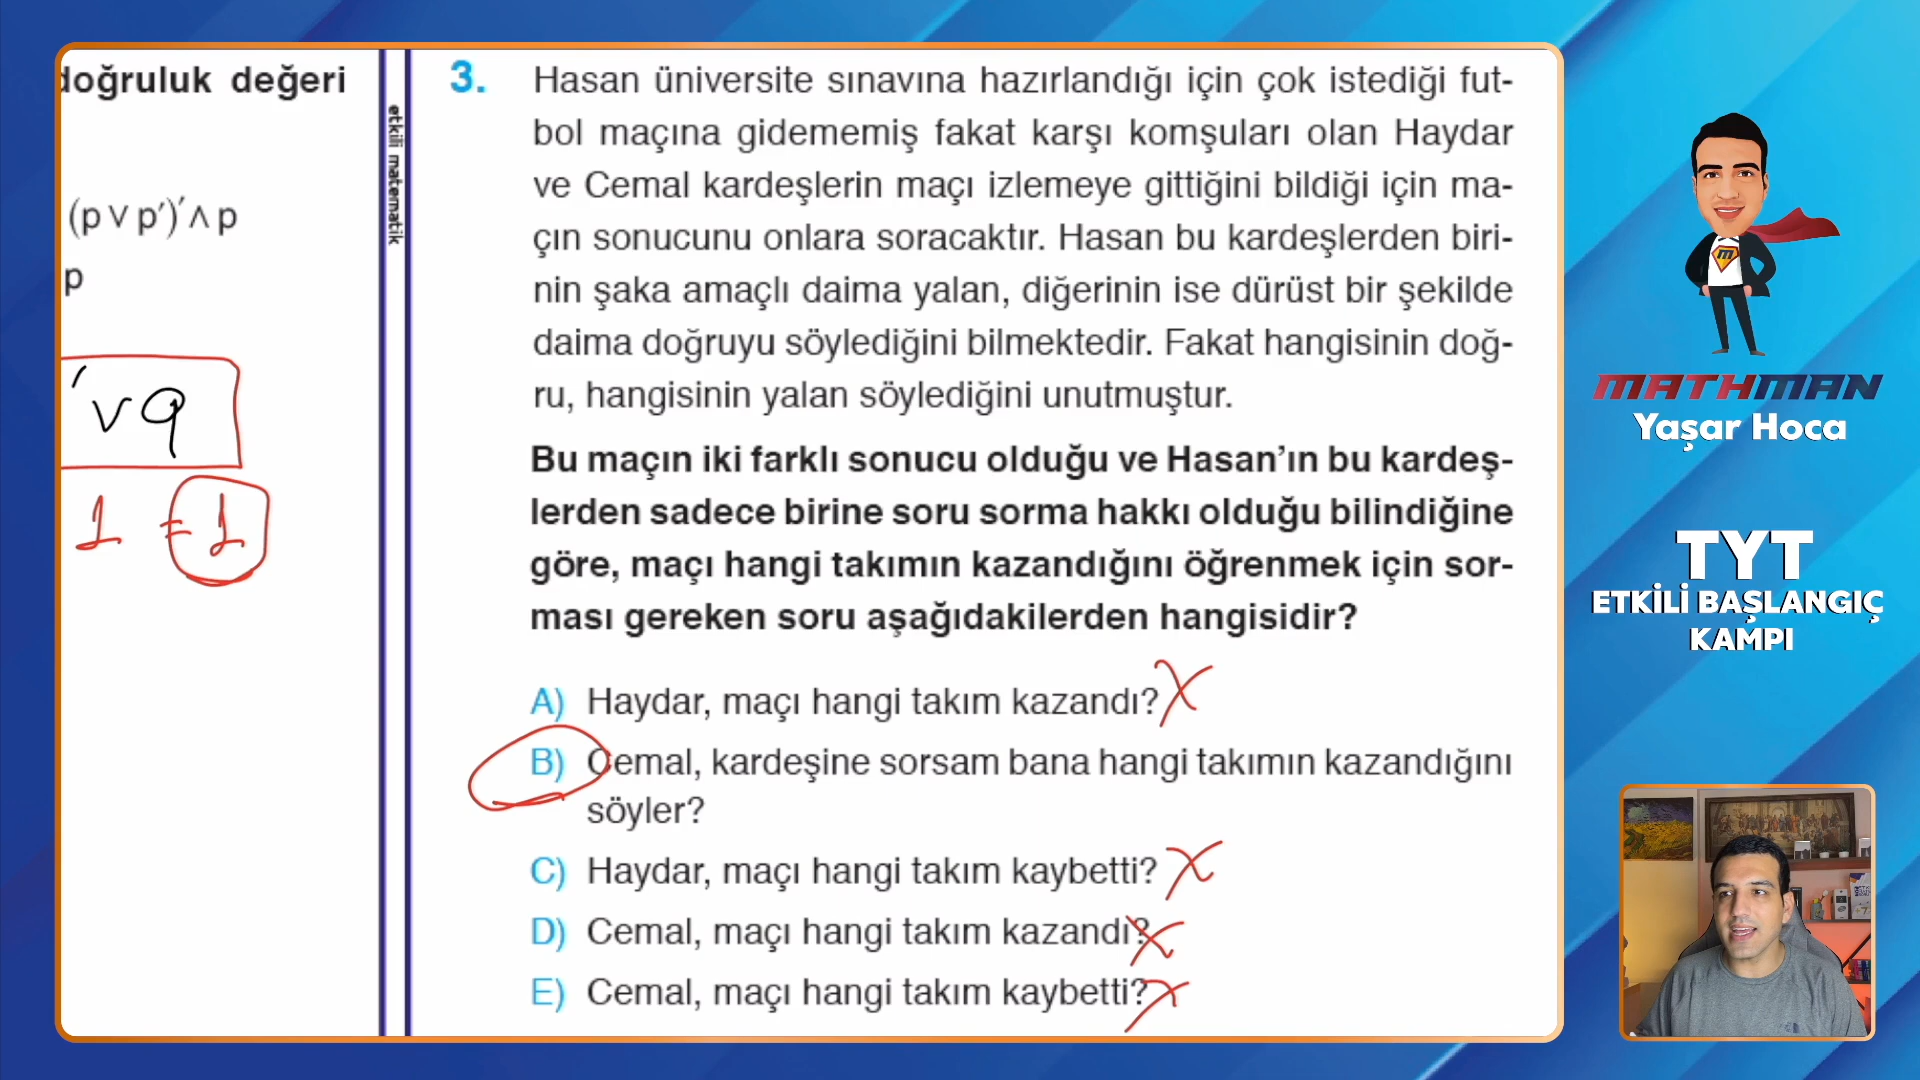 doğruluk değeri
(p ∨ p′)′ ∧ p
p
′ ∨ q
1 = 1
etkili matematik
3. Hasan üniversite sınavına hazırlandığı için çok istediği fut-
bol maçına gidememiş fakat karşı komşuları olan Haydar
ve Cemal kardeşlerin maçı izlemeye gittiğini bildiği için ma-
çın sonucunu onlara soracaktır. Hasan bu kardeşlerden biri-
nin şaka amaçlı daima yalan, diğerinin ise dürüst bir şekilde
daima doğruyu söylediğini bilmektedir. Fakat hangisinin doğ-
ru, hangisinin yalan söylediğini unutmuştur.
Bu maçın iki farklı sonucu olduğu ve Hasan’ın bu kardeş-
lerden sadece birine soru sorma hakkı olduğu bilindiğine
göre, maçı hangi takımın kazandığını öğrenmek için sor-
ması gereken soru aşağıdakilerden hangisidir?
A) Haydar, maçı hangi takım kazandı?
B) Cemal, kardeşine sorsam bana hangi takımın kazandığını
söyler?
C) Haydar, maçı hangi takım kaybetti?
D) Cemal, maçı hangi takım kazandı?
E) Cemal, maçı hangi takım kaybetti?
m
MATHMAN
Yaşar Hoca
TYT
ETKİLİ BAŞLANGIÇ
KAMPI